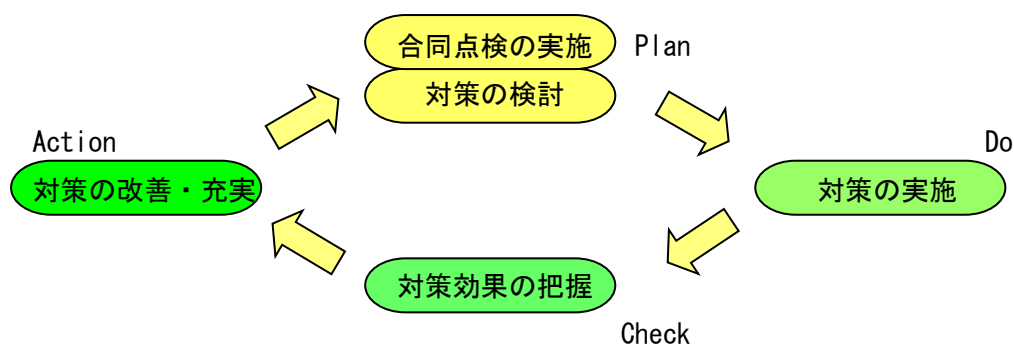 合同点検の実施
Plan
対策の検討
Action
Do
対策の改善・充実
対策の実施
対策効果の把握
Check